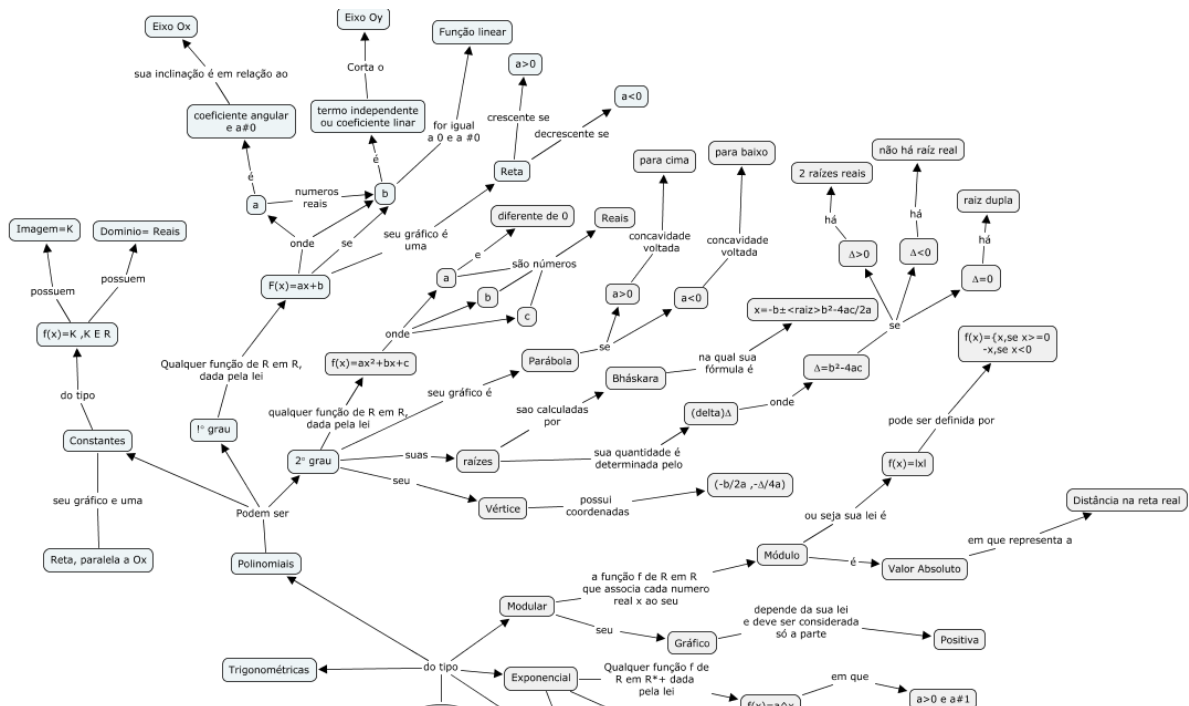 Eixo Ox
Eixo Oy
Função linear
a>0
sua inclinação é em relação ao
Corta o
a<0
coeficiente angular
e a#0
termo independente
ou coeficiente linar
for igual
a 0 e a #0
crescente se
decrescente se
é
é
Reta
a
numeros
reais
b
para cima
para baixo
2 raízes reais
não há raíz real
raiz dupla
Imagem=K
Dominio= Reais
onde
se
seu gráfico é
uma
diferente de 0
Reais
concavidade
voltada
concavidade
voltada
há
há
há
possuem
possuem
F(x)=ax+b
e
são números
a
b
c
a>0
a<0
Δ>0
Δ<0
Δ=0
f(x)=K ,K E R
onde
se
x=-b±<raiz>b²-4ac/2a
se
f(x)={x,se x>=0
-x,se x<0
Qualquer função de R em R,
dada pela lei
f(x)=ax²+bx+c
Parábola
na qual sua
fórmula é
Δ=b²-4ac
do tipo
seu gráfico é
Bháskara
qualquer função de R em R,
dada pela lei
sao calculadas
por
(delta)Δ
onde
pode ser definida por
Constantes
!° grau
2° grau
suas
raízes
sua quantidade é
determinada pelo
f(x)=lxl
seu
(-b/2a ,-Δ/4a)
seu gráfico e uma
Podem ser
Vértice
possui
coordenadas
ou seja sua lei é
Distância na reta real
Reta, paralela a Ox
Polinomiais
Módulo
é
Valor Absoluto
em que representa a
a função f de R em R
que associa cada numero
real x ao seu
Modular
seu
Gráfico
depende da sua lei
e deve ser considerada
só a parte
Positiva
Trigonométricas
do tipo
Exponencial
Qualquer função f de
R em R*+ dada
pela lei
em que
f(x)=a^x
a>0 e a#1